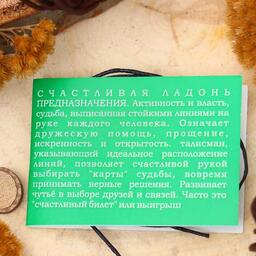 СЧАСТЛИВАЯ ЛАДОНЬ
ПРЕДНАЗНАЧЕНИЯ. Активность и власть,
судьба, выписанная стойкими линиями на
руке каждого человека. Означает
дружескую помощь, прощение,
искренность и открытость. талисман,
указывающий идеальное расположение
линий, позволяет счастливой рукой
выбирать "карты" судьбы, вовремя
принимать верные решения. Развивает
чутьё в выборе друзей и связей. Часто это
"счастливый билет" или выигрыш